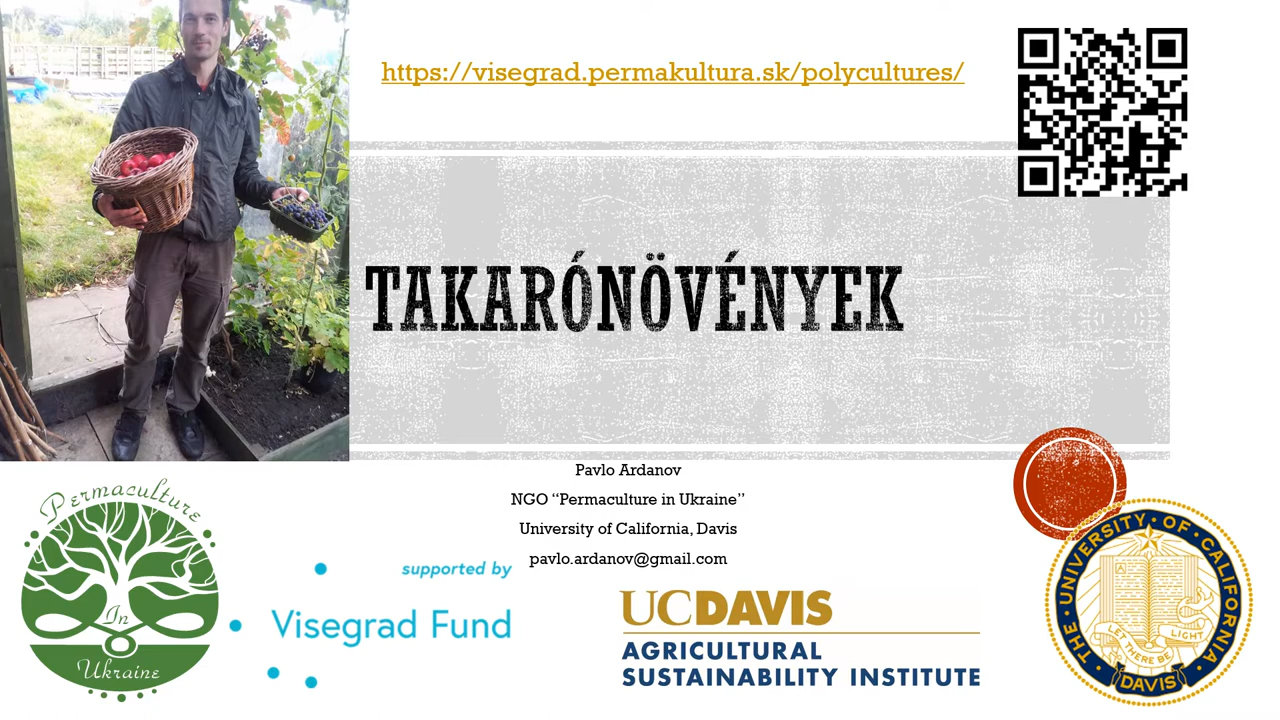 https://visegrad.permakultura.sk/polycultures/
TAKARÓNÖVÉNYEK
Pavlo Ardanov
NGO “Permaculture in Ukraine”
University of California, Davis
pavlo.ardanov@gmail.com
Permaculture
In
Ukraine
supported by
Visegrad Fund
UCDAVIS
AGRICULTURAL
SUSTAINABILITY INSTITUTE
THE UNIVERSITY OF CALIFORNIA
A
LET THERE BE LIGHT
DAVIS